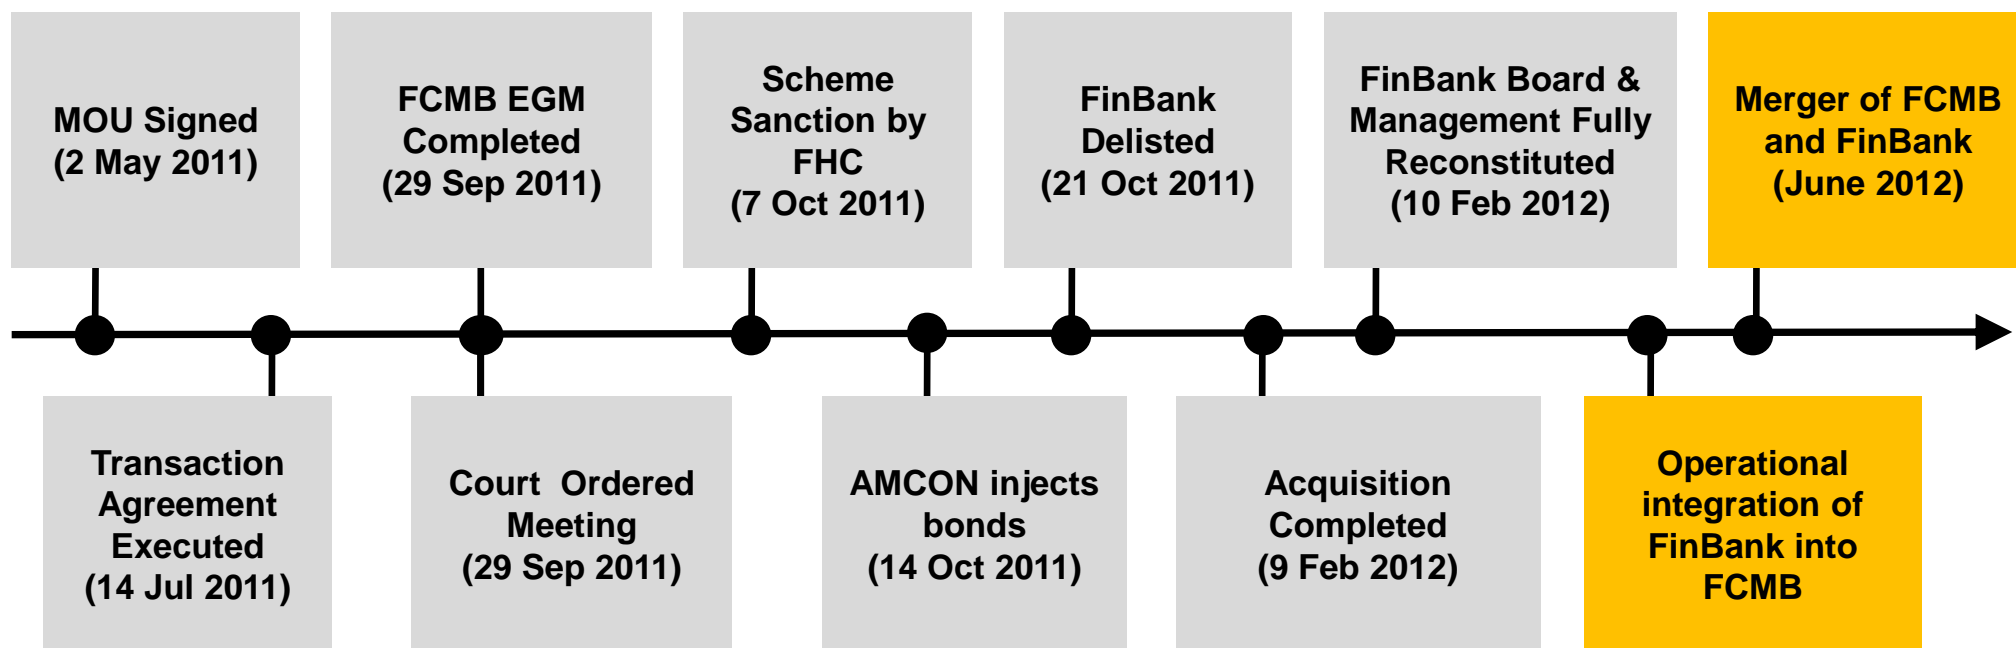 MOU Signed
(2 May 2011)
FCMB EGM
Completed
(29 Sep 2011)
Scheme
Sanction by
FHC
(7 Oct 2011)
FinBank
Delisted
(21 Oct 2011)
FinBank Board &
Management Fully
Reconstituted
(10 Feb 2012)
Merger of FCMB
and FinBank
(June 2012)
Transaction
Agreement
Executed
(14 Jul 2011)
Court Ordered
Meeting
(29 Sep 2011)
AMCON injects
bonds
(14 Oct 2011)
Acquisition
Completed
(9 Feb 2012)
Operational
integration of
FinBank into
FCMB